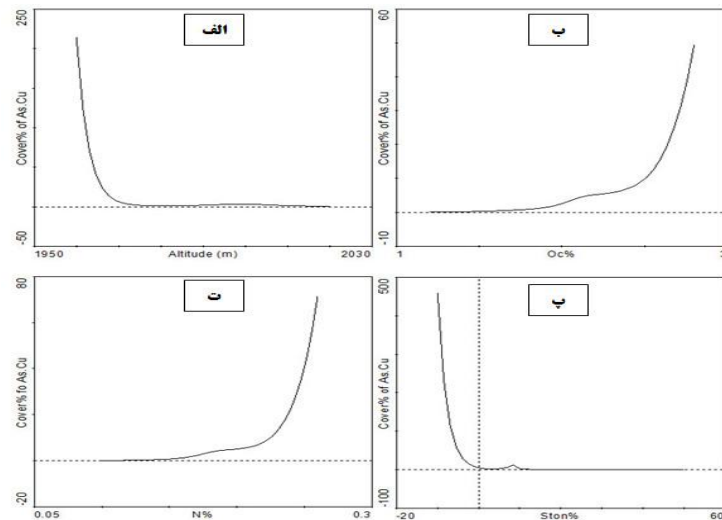 250
الف
Cover% of As.Cu
-50
1950
Altitude (m)
2030
60
ب
Cover% of As.Cu
-10
1
Oc%
3
80
ت
Cover% to As.Cu
-20
0.05
N%
0.3
500
پ
Cover% of As.Cu
-100
-20
Ston%
60